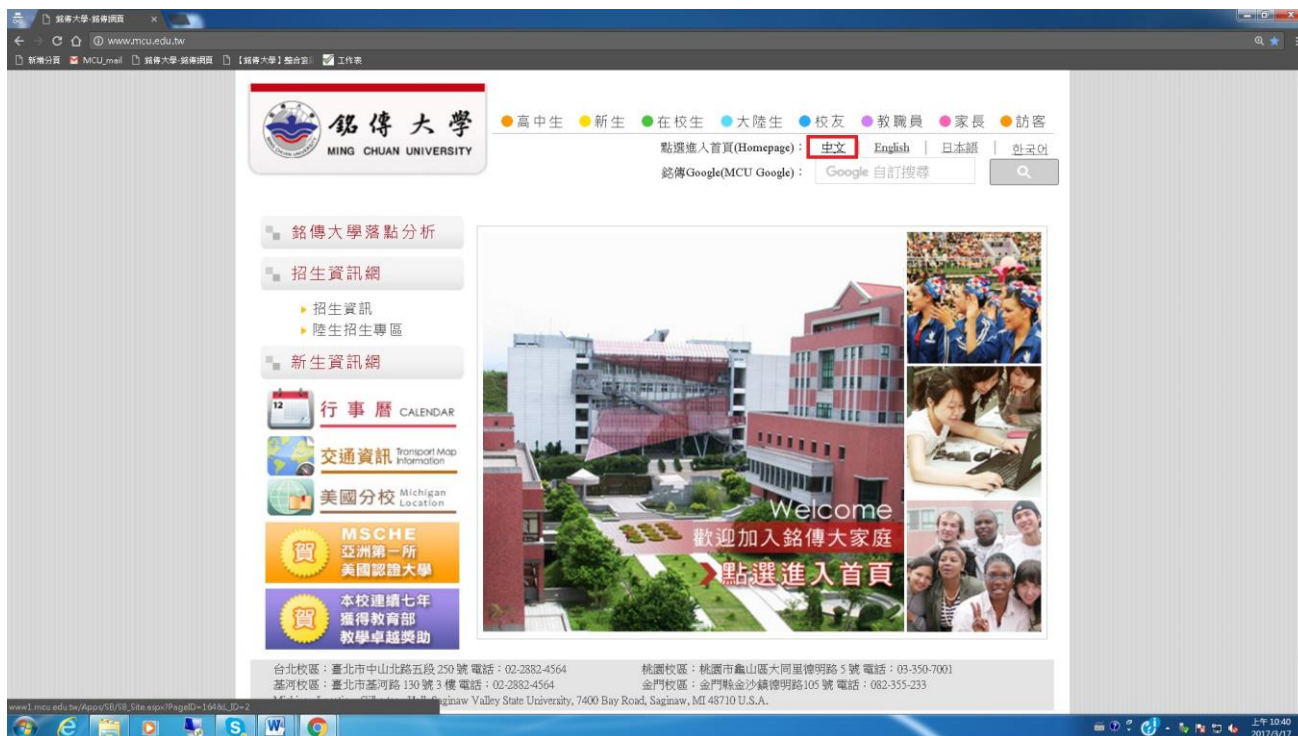 銘傳大學-銘傳網頁
www.mcu.edu.tw
新增分頁 MCU_mail 銘傳大學-銘傳網頁 工作表
銘傳大學
MING CHUAN UNIVERSITY
高中生 新生 在校生 大陸生 校友 教職員 家長 訪客
點選進入首頁(Homepage)： 中文 | English | 日本語 | 한국어
銘傳Google(MCU Google)： Google 自訂搜尋
銘傳大學落點分析
招生資訊網
招生資訊
陸生招生專區
新生資訊網
12
行事曆 CALENDAR
交通資訊 Transport Map Information
美國分校 Michigan Location
賀
MSCHE
亞洲第一所
美國認證大學
賀
本校連續七年
獲得教育部
教學卓越獎助
Welcome
歡迎加入銘傳大家庭
點選進入首頁
台北校區：臺北市中山北路五段 250 號 電話：02-2882-4564
桃園校區：桃園市龜山區大同里德明路 5 號 電話：03-350-7001
基河校區：臺北市基河路 130 號 3 樓 電話：02-2882-4564
金門校區：金門縣金沙鎮德明路105 號 電話：082-355-233
Valley State University, 7400 Bay Road, Saginaw, MI 48710 U.S.A.
www1.mcu.edu.tw/Apps/SB/SB_Site.aspx?PageID=164&L_ID=2
上午 10:40
2017/3/17